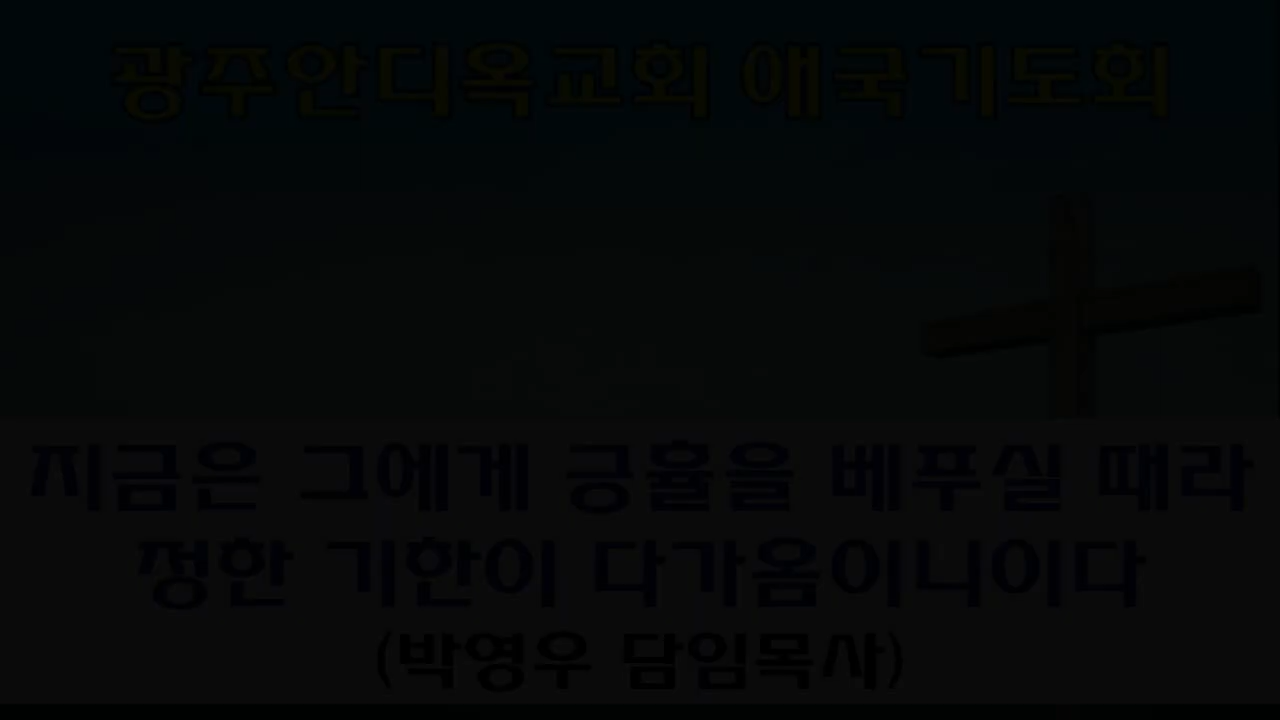 광주안디옥교회 애국기도회
지금은 그에게 긍휼을 베푸실 때라
정한 기한이 다가옴이니이다
(박영우 담임목사)